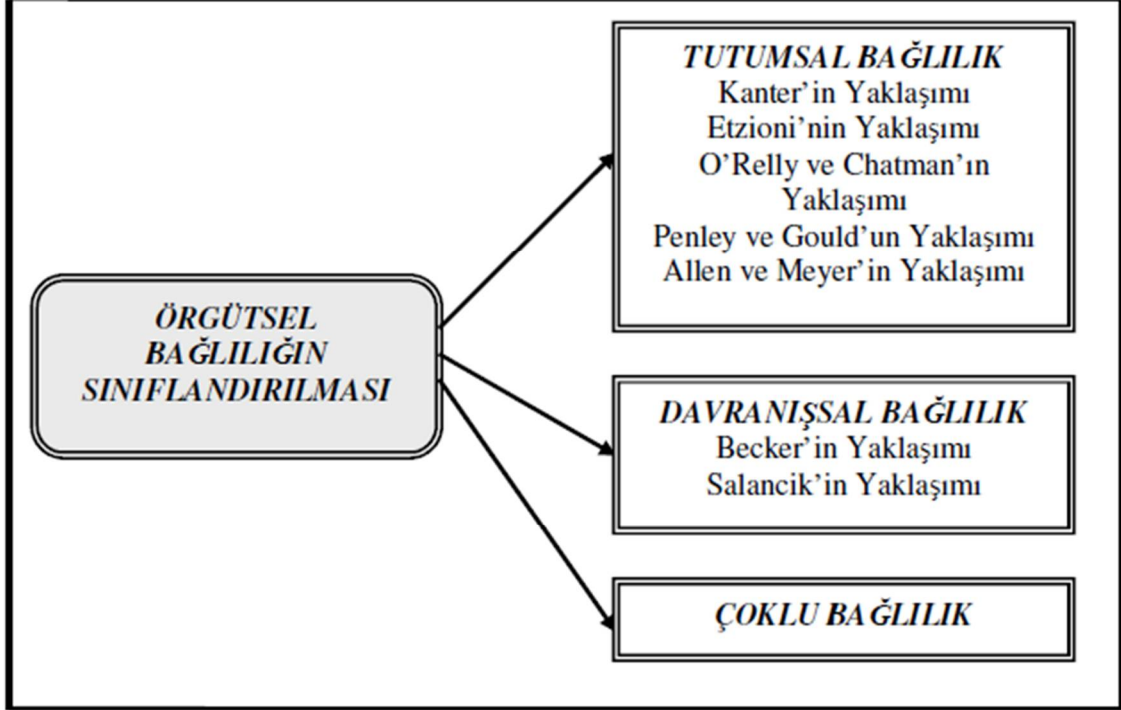 ÖRGÜTSEL
BAĞLILIĞIN
SINIFLANDIRILMASI
TUTUMSAL BAĞLILIK
Kanter’in Yaklaşımı
Etzioni’nin Yaklaşımı
O’Relly ve Chatman’ın
Yaklaşımı
Penley ve Gould’un Yaklaşımı
Allen ve Meyer’in Yaklaşımı
DAVRANIŞSAL BAĞLILIK
Becker’in Yaklaşımı
Salancik’in Yaklaşımı
ÇOKLU BAĞLILIK